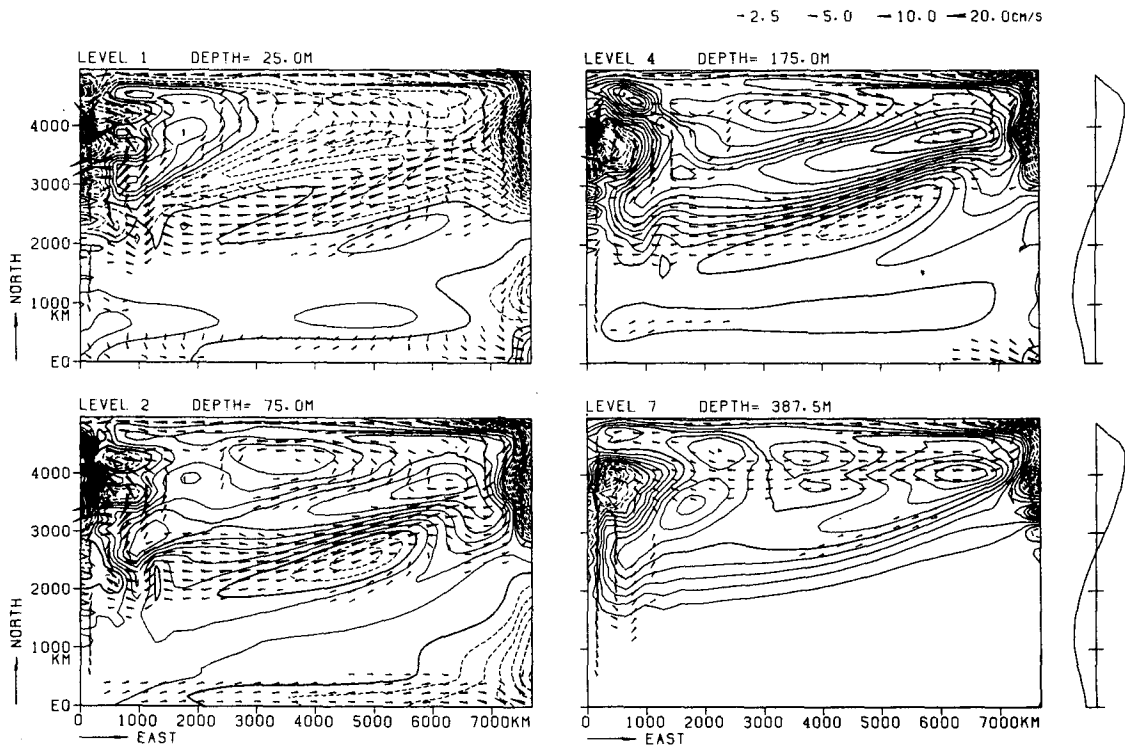 2.5 5.0 10.0 20.0CM/S
LEVEL 1 DEPTH= 25.0M
LEVEL 4 DEPTH= 175.0M
4000
3000
2000
1000
KM
EQ
NORTH
LEVEL 2 DEPTH= 75.0M
LEVEL 7 DEPTH= 387.5M
4000
3000
2000
1000
KM
EQ
NORTH
0 1000 2000 3000 4000 5000 6000 7000KM
0 1000 2000 3000 4000 5000 6000 7000KM
EAST
EAST